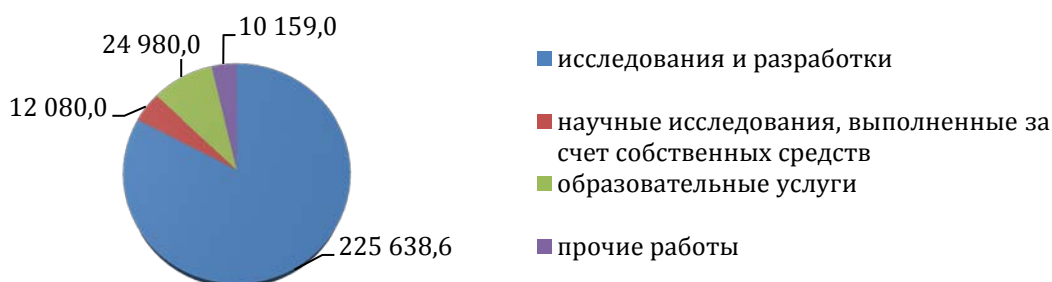 10 159,0
24 980,0
12 080,0
225 638,6
исследования и разработки
научные исследования, выполненные за
счет собственных средств
образовательные услуги
прочие работы